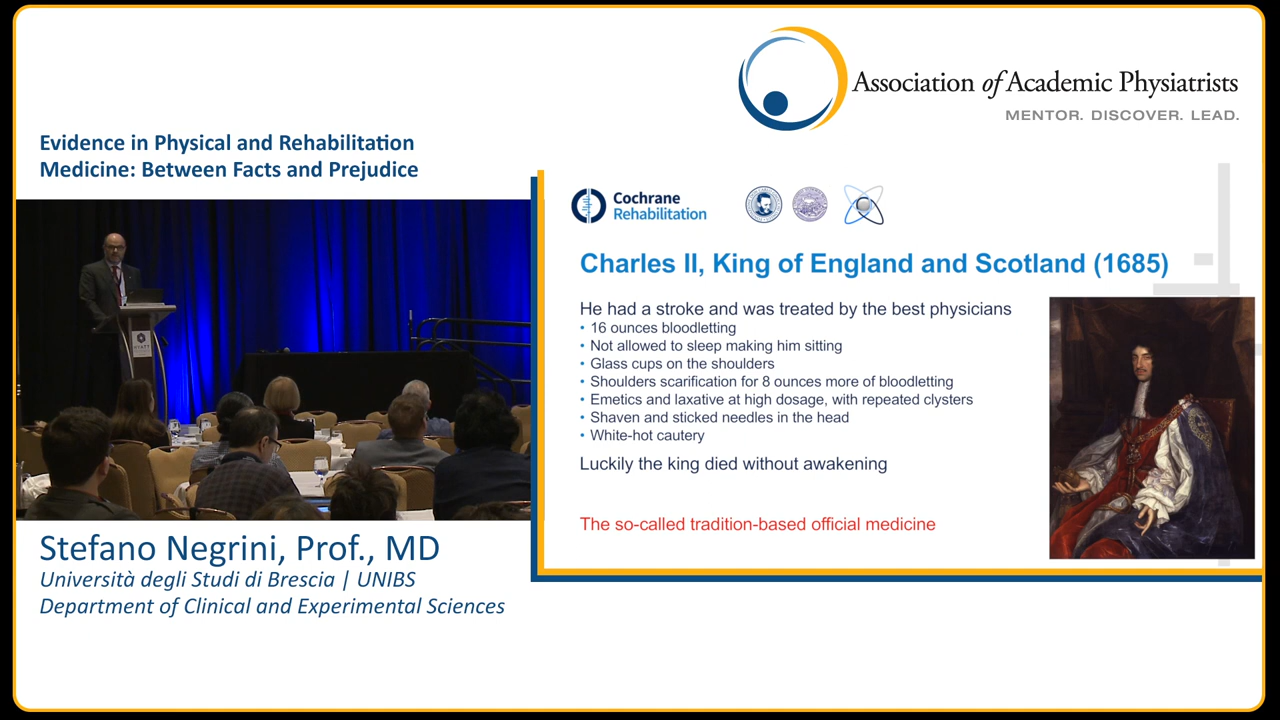 Association of Academic Physiatrists
MENTOR. DISCOVER. LEAD.
Evidence in Physical and Rehabilitation
Medicine: Between Facts and Prejudice
Cochrane
Rehabilitation
Charles II, King of England and Scotland (1685)
He had a stroke and was treated by the best physicians
• 16 ounces bloodletting
• Not allowed to sleep making him sitting
• Glass cups on the shoulders
• Shoulders scarification for 8 ounces more of bloodletting
• Emetics and laxative at high dosage, with repeated clysters
• Shaven and sticked needles in the head
• White-hot cautery
Luckily the king died without awakening
The so-called tradition-based official medicine
HYATT
Stefano Negrini, Prof., MD
Università degli Studi di Brescia | UNIBS
Department of Clinical and Experimental Sciences